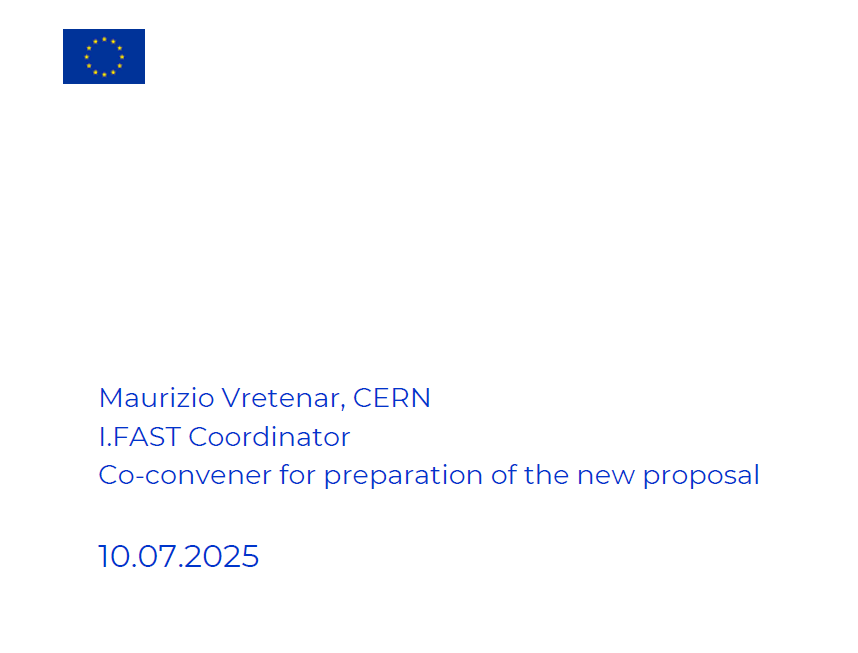 Maurizio Vretenar, CERN
I.FAST Coordinator
Co-convener for preparation of the new proposal
10.07.2025